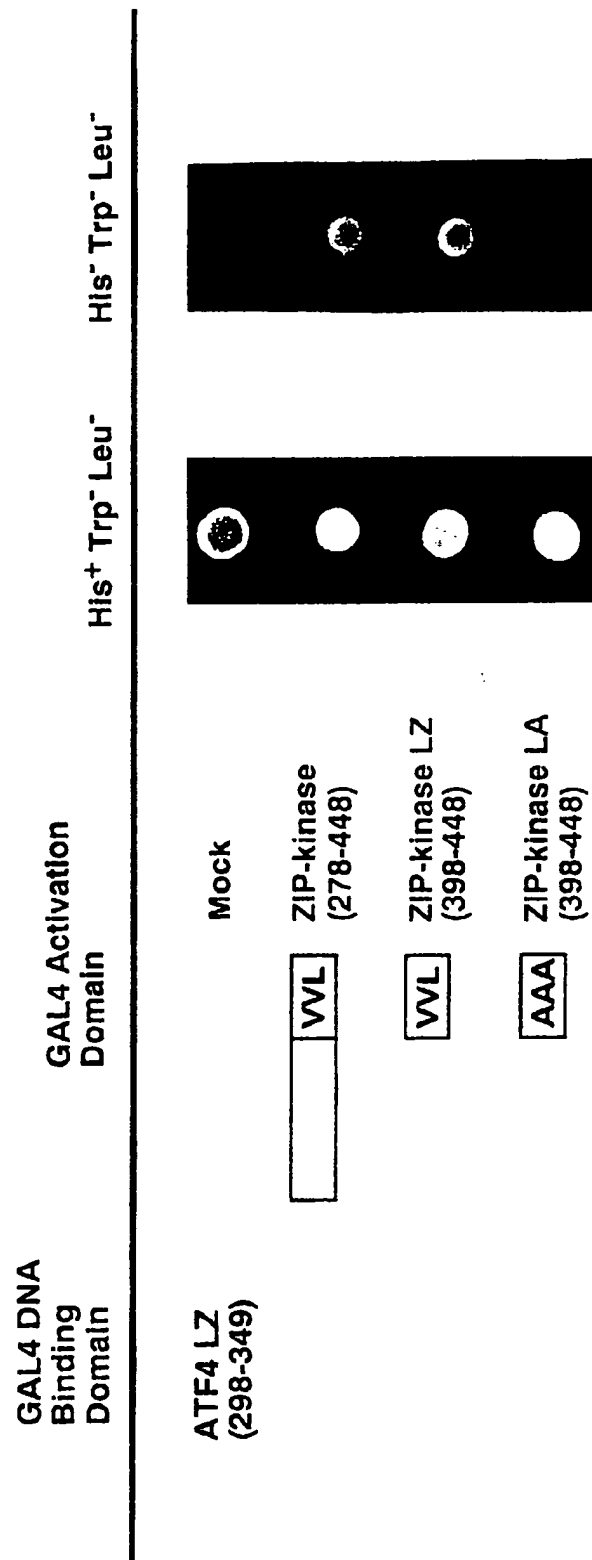 GAL4 DNA
Binding
Domain
GAL4 Activation
Domain
His⁺ Trp⁻ Leu⁻
His⁻ Trp⁻ Leu⁻
ATF4 LZ
(298-349)
Mock
VVL
ZIP-kinase
(278-448)
VVL
ZIP-kinase LZ
(398-448)
AAA
ZIP-kinase LA
(398-448)